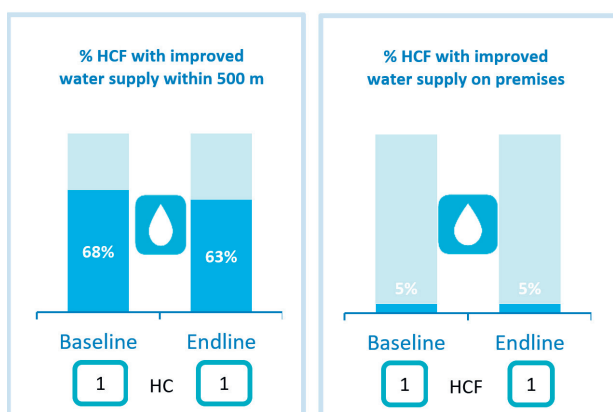 % HCF with improved
water supply within 500 m
68%
63%
Baseline
Endline
1
HC
1
% HCF with improved
water supply on premises
5%
5%
Baseline
Endline
1
HCF
1